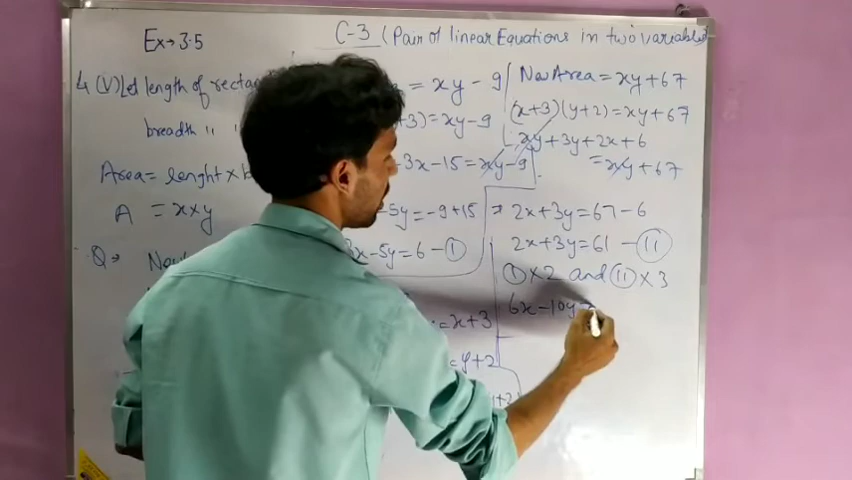 Ex→3.5
C-3 (Pair of linear Equations in two variables)
4 (V) Let length of recta
breadth ''
Area = lenght × b
A = x×y
Q→ New
= xy - 9
+3) = xy-9
-3x-15 = xy-9
-5y = -9+15
3x-5y = 6 - (I)
= x+3
= y+2
y+2)
New Area = xy+67
(x+3)(y+2) = xy+67
xy+3y+2x+6
= xy+67
⇒ 2x+3y = 67-6
2x+3y = 61 - (II)
(I)×2 and (II)×3
6x-10y